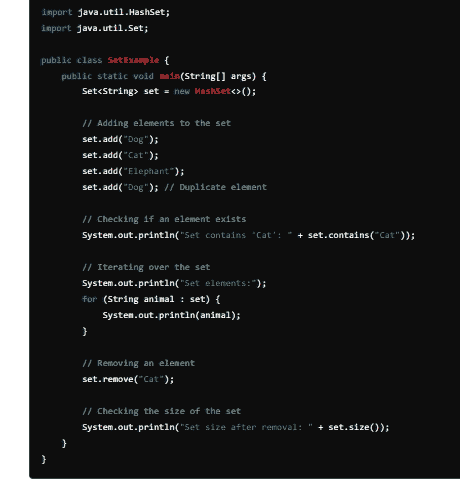 import java.util.HashSet;
import java.util.Set;
public class SetExample {
public static void main(String[] args) {
Set<String> set = new HashSet<>();
// Adding elements to the set
set.add("Dog");
set.add("Cat");
set.add("Elephant");
set.add("Dog"); // Duplicate element
// Checking if an element exists
System.out.println("Set contains 'Cat': " + set.contains("Cat"));
// Iterating over the set
System.out.println("Set elements:");
for (String animal : set) {
System.out.println(animal);
}
// Removing an element
set.remove("Cat");
// Checking the size of the set
System.out.println("Set size after removal: " + set.size());
}
}